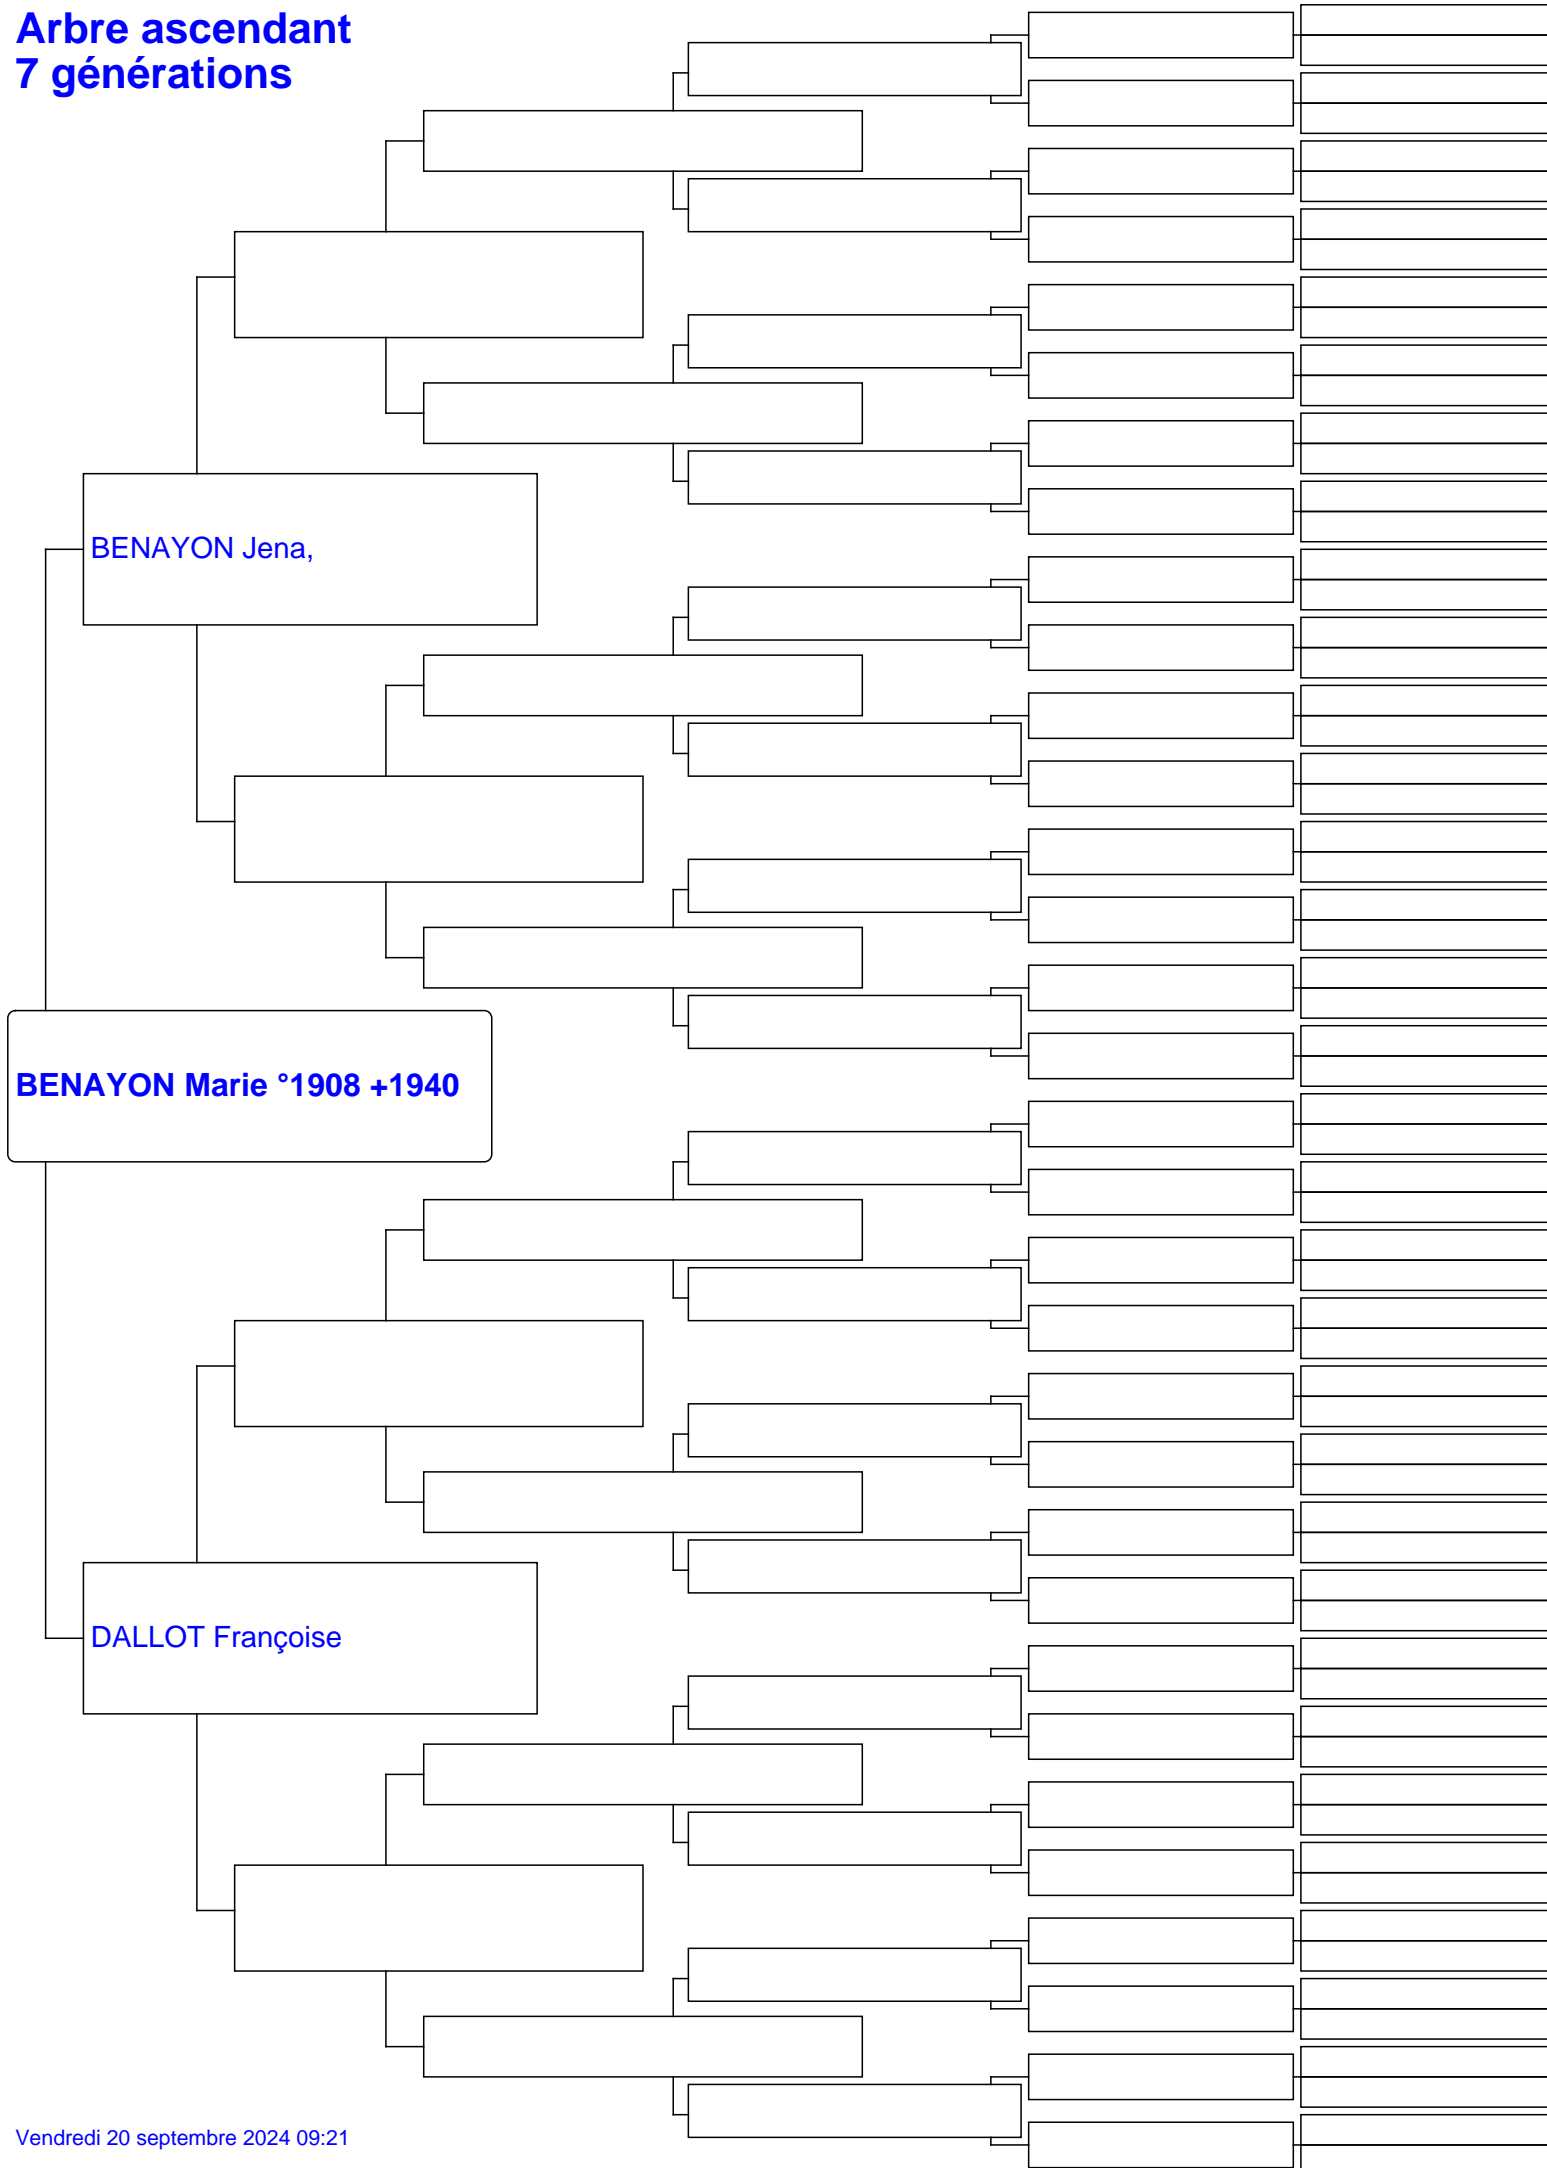 Arbre ascendant
7 générations
BENAYON Jena,
BENAYON Marie °1908 +1940
DALLOT Françoise
Vendredi 20 septembre 2024 09:21